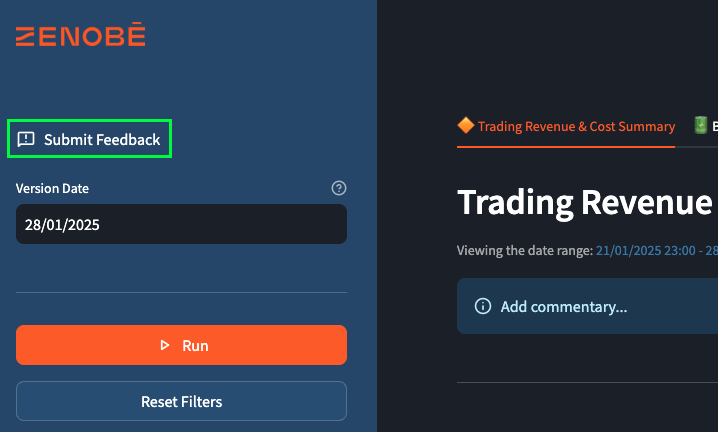 ZENOBĒ
Submit Feedback
Version Date
28/01/2025
Run
Reset Filters
Trading Revenue & Cost Summary
Trading Revenue
Viewing the date range: 21/01/2025 23:00 - 28
Add commentary...